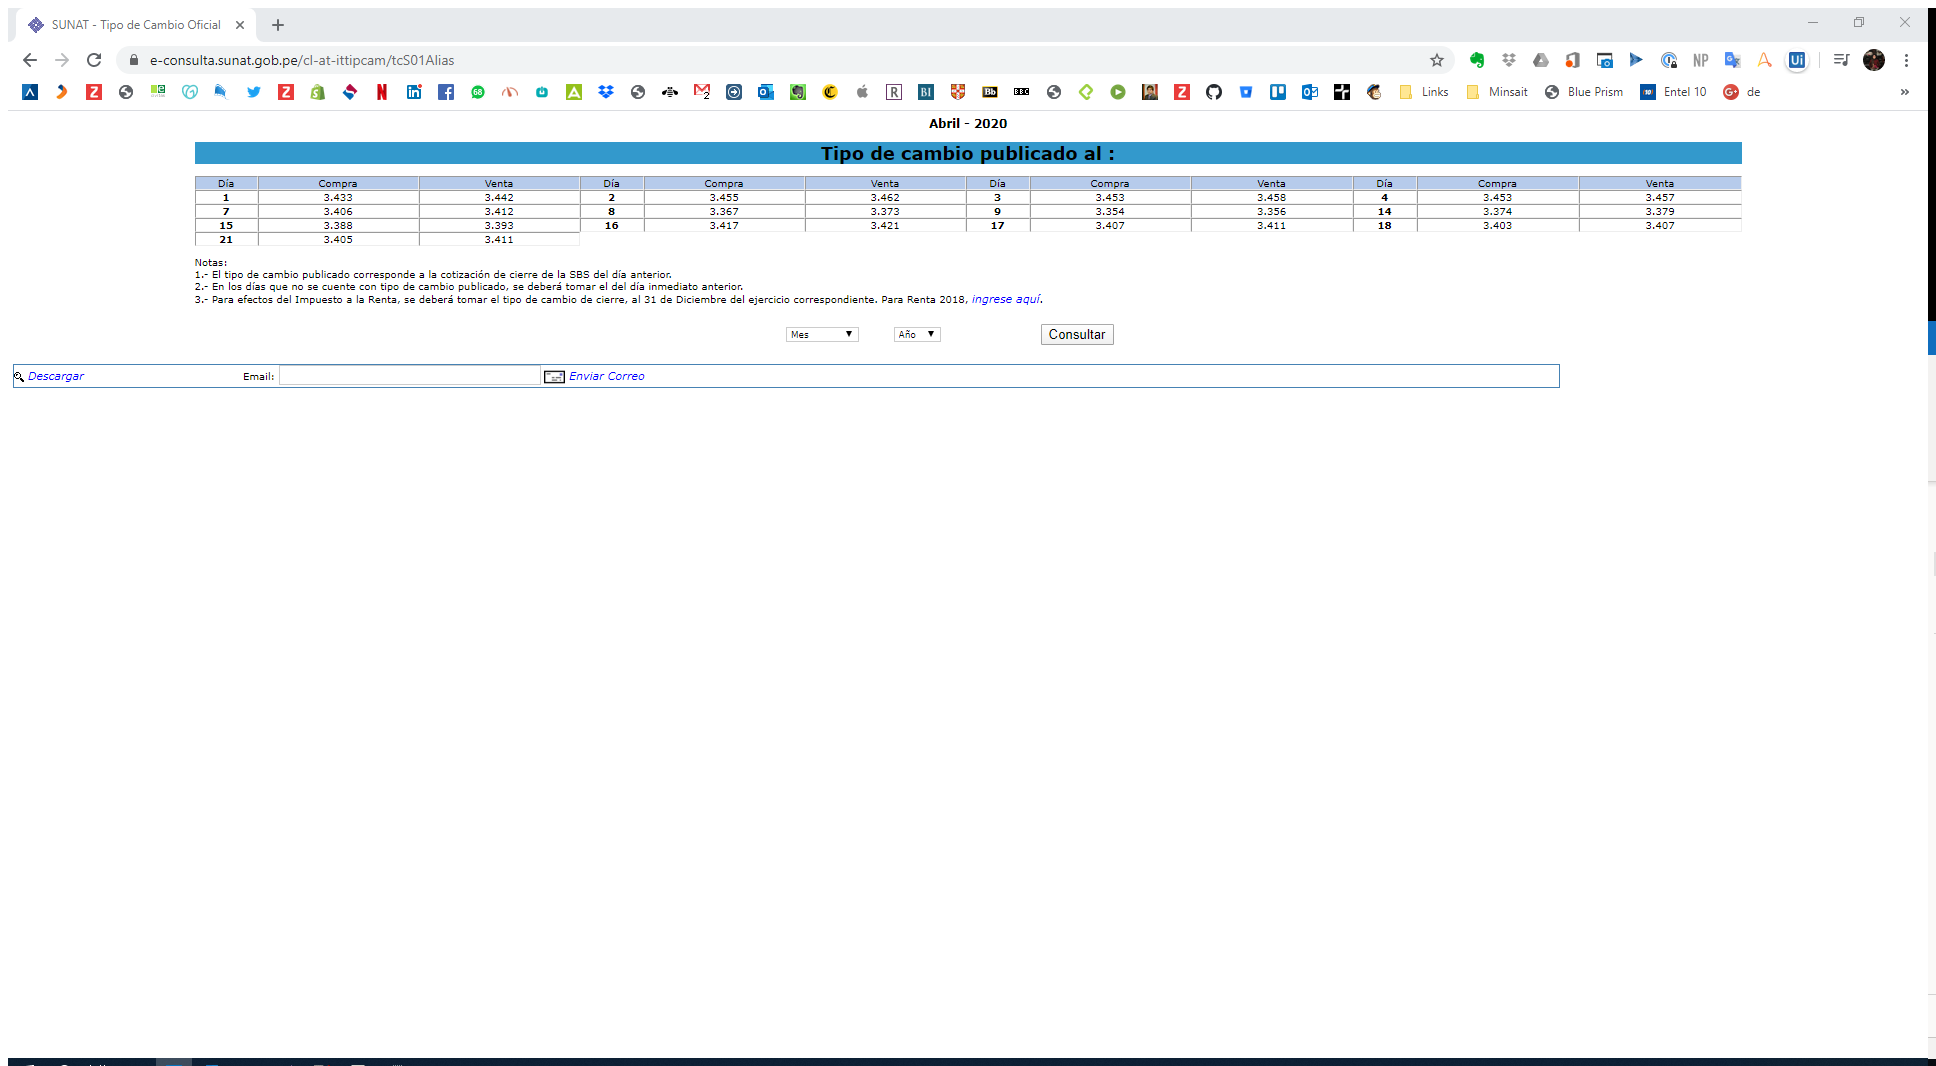 SUNAT - Tipo de Cambio Oficial
e-consulta.sunat.gob.pe/cl-at-ittipcam/tcS01Alias
NP Ui
Links Minsait Blue Prism Entel 10 de
Abril - 2020
Tipo de cambio publicado al :
Día Compra Venta Día Compra Venta Día Compra Venta Día Compra Venta
1 3.433 3.442 2 3.455 3.462 3 3.453 3.458 4 3.453 3.457
7 3.406 3.412 8 3.367 3.373 9 3.354 3.356 14 3.374 3.379
15 3.388 3.393 16 3.417 3.421 17 3.407 3.411 18 3.403 3.407
21 3.405 3.411
Notas:
1.- El tipo de cambio publicado corresponde a la cotización de cierre de la SBS del día anterior.
2.- En los días que no se cuente con tipo de cambio publicado, se deberá tomar el del día inmediato anterior.
3.- Para efectos del Impuesto a la Renta, se deberá tomar el tipo de cambio de cierre, al 31 de Diciembre del ejercicio correspondiente. Para Renta 2018, ingrese aquí.
Mes Año Consultar
Descargar Email: Enviar Correo